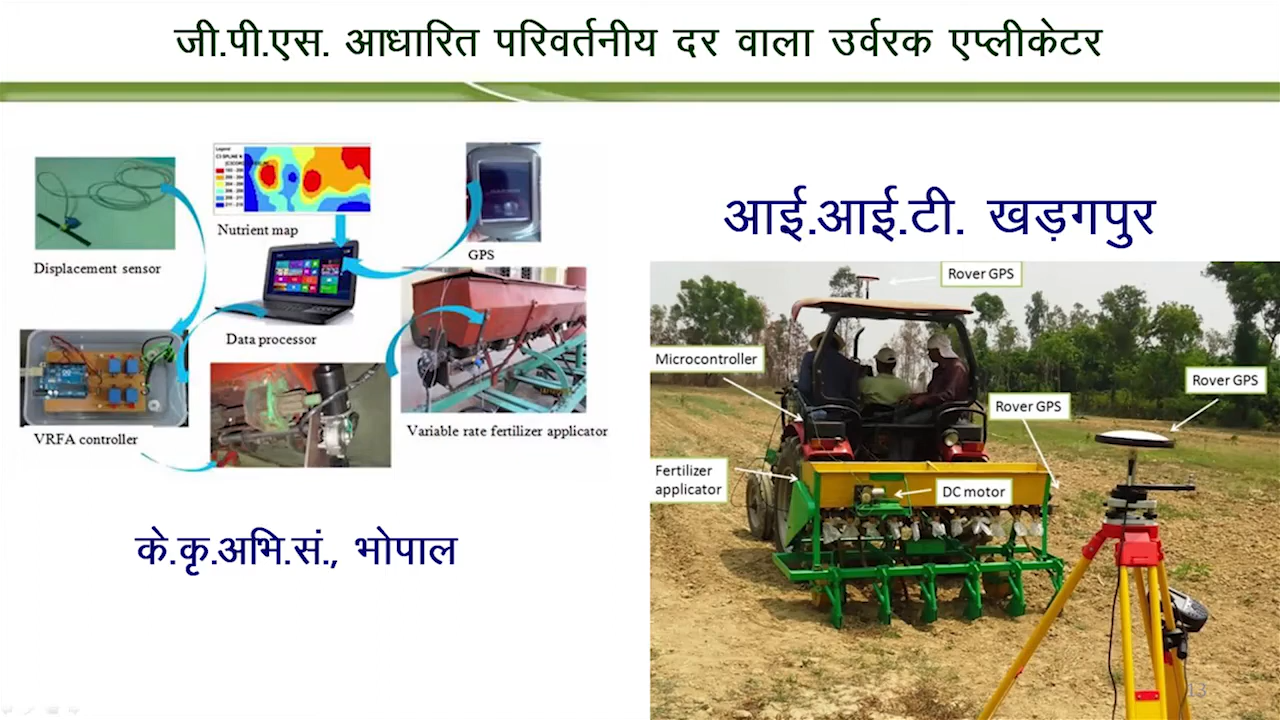 जी.पी.एस. आधारित परिवर्तनीय दर वाला उर्वरक एप्लीकेटर
Legend
Nutrient map
Displacement sensor
GPS
Data processor
VRFA controller
Variable rate fertilizer applicator
के.कृ.अभि.सं., भोपाल
आई.आई.टी. खड़गपुर
Rover GPS
Microcontroller
Rover GPS
Rover GPS
Fertilizer
applicator
DC motor
13